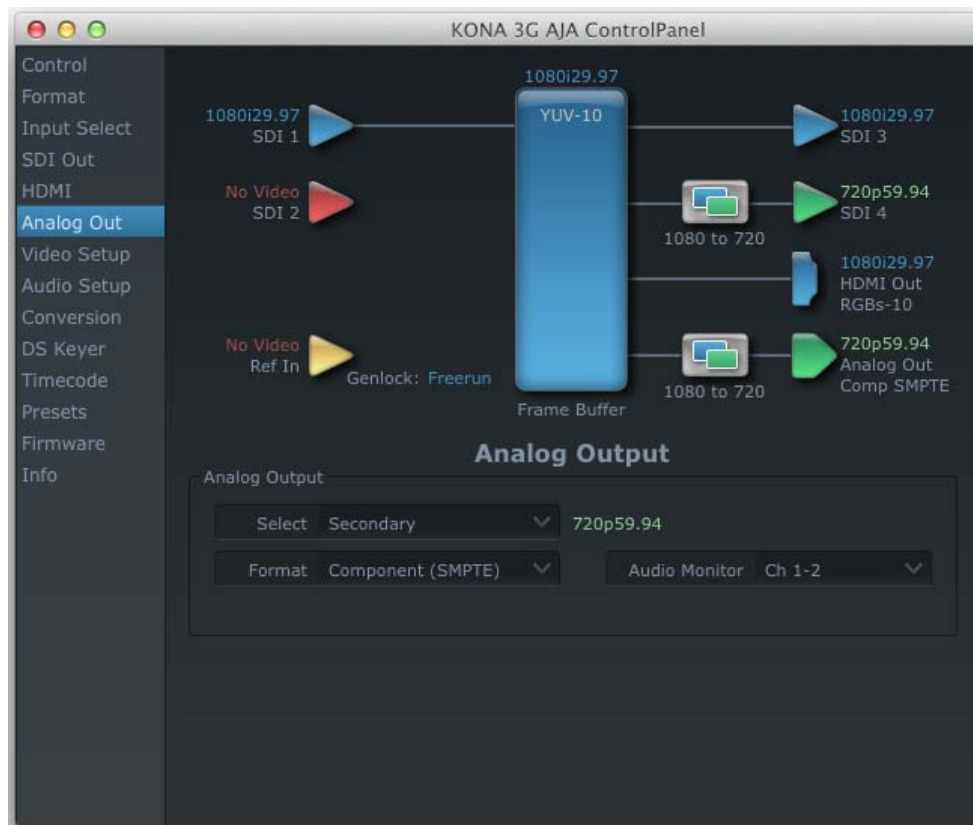 KONA 3G AJA ControlPanel
Control
Format
Input Select
SDI Out
HDMI
Analog Out
Video Setup
Audio Setup
Conversion
DS Keyer
Timecode
Presets
Firmware
Info
1080i29.97
YUV-10
Frame Buffer
1080i29.97
SDI 1
No Video
SDI 2
No Video
Ref In
Genlock: Freerun
1080i29.97
SDI 3
1080 to 720
720p59.94
SDI 4
1080i29.97
HDMI Out
RGBs-10
1080 to 720
720p59.94
Analog Out
Comp SMPTE
Analog Output
Analog Output
Select Secondary 720p59.94
Format Component (SMPTE) Audio Monitor Ch 1-2